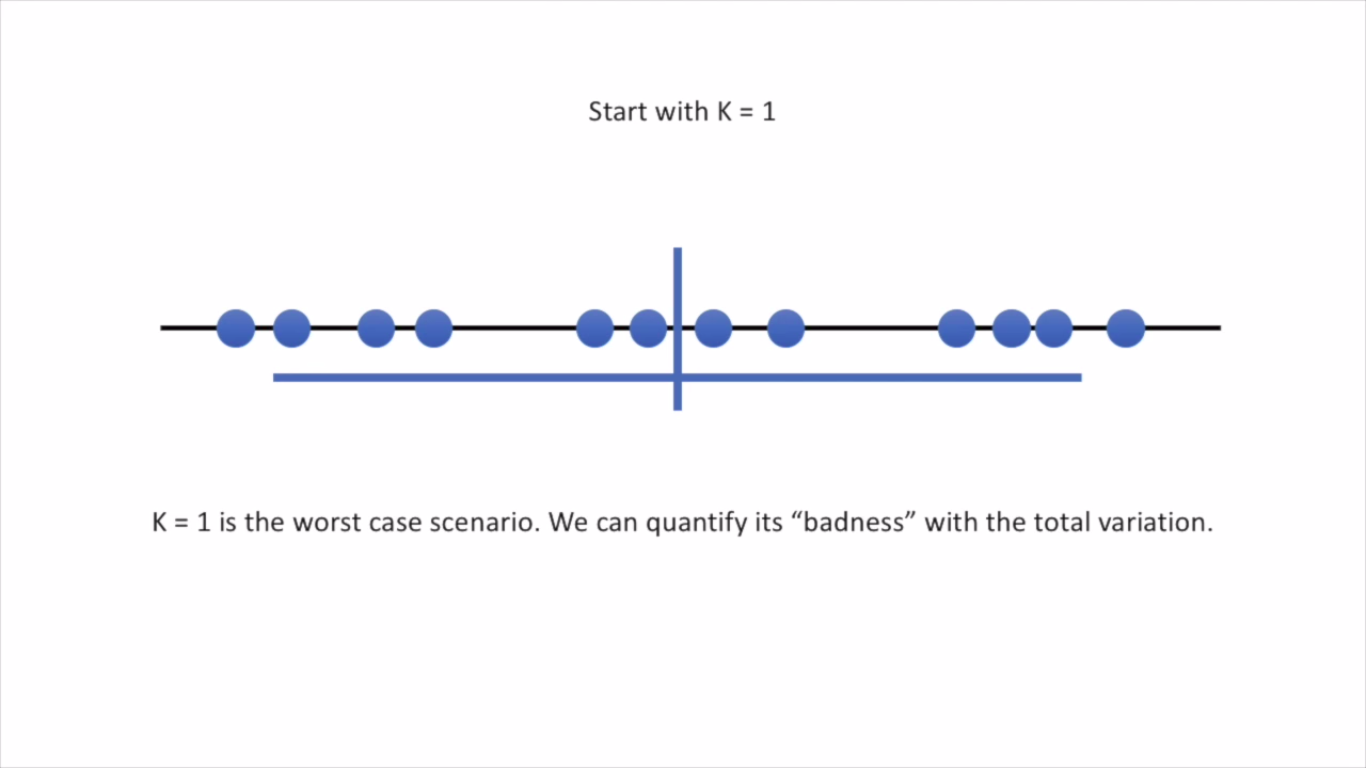 Start with K = 1
K = 1 is the worst case scenario. We can quantify its “badness” with the total variation.